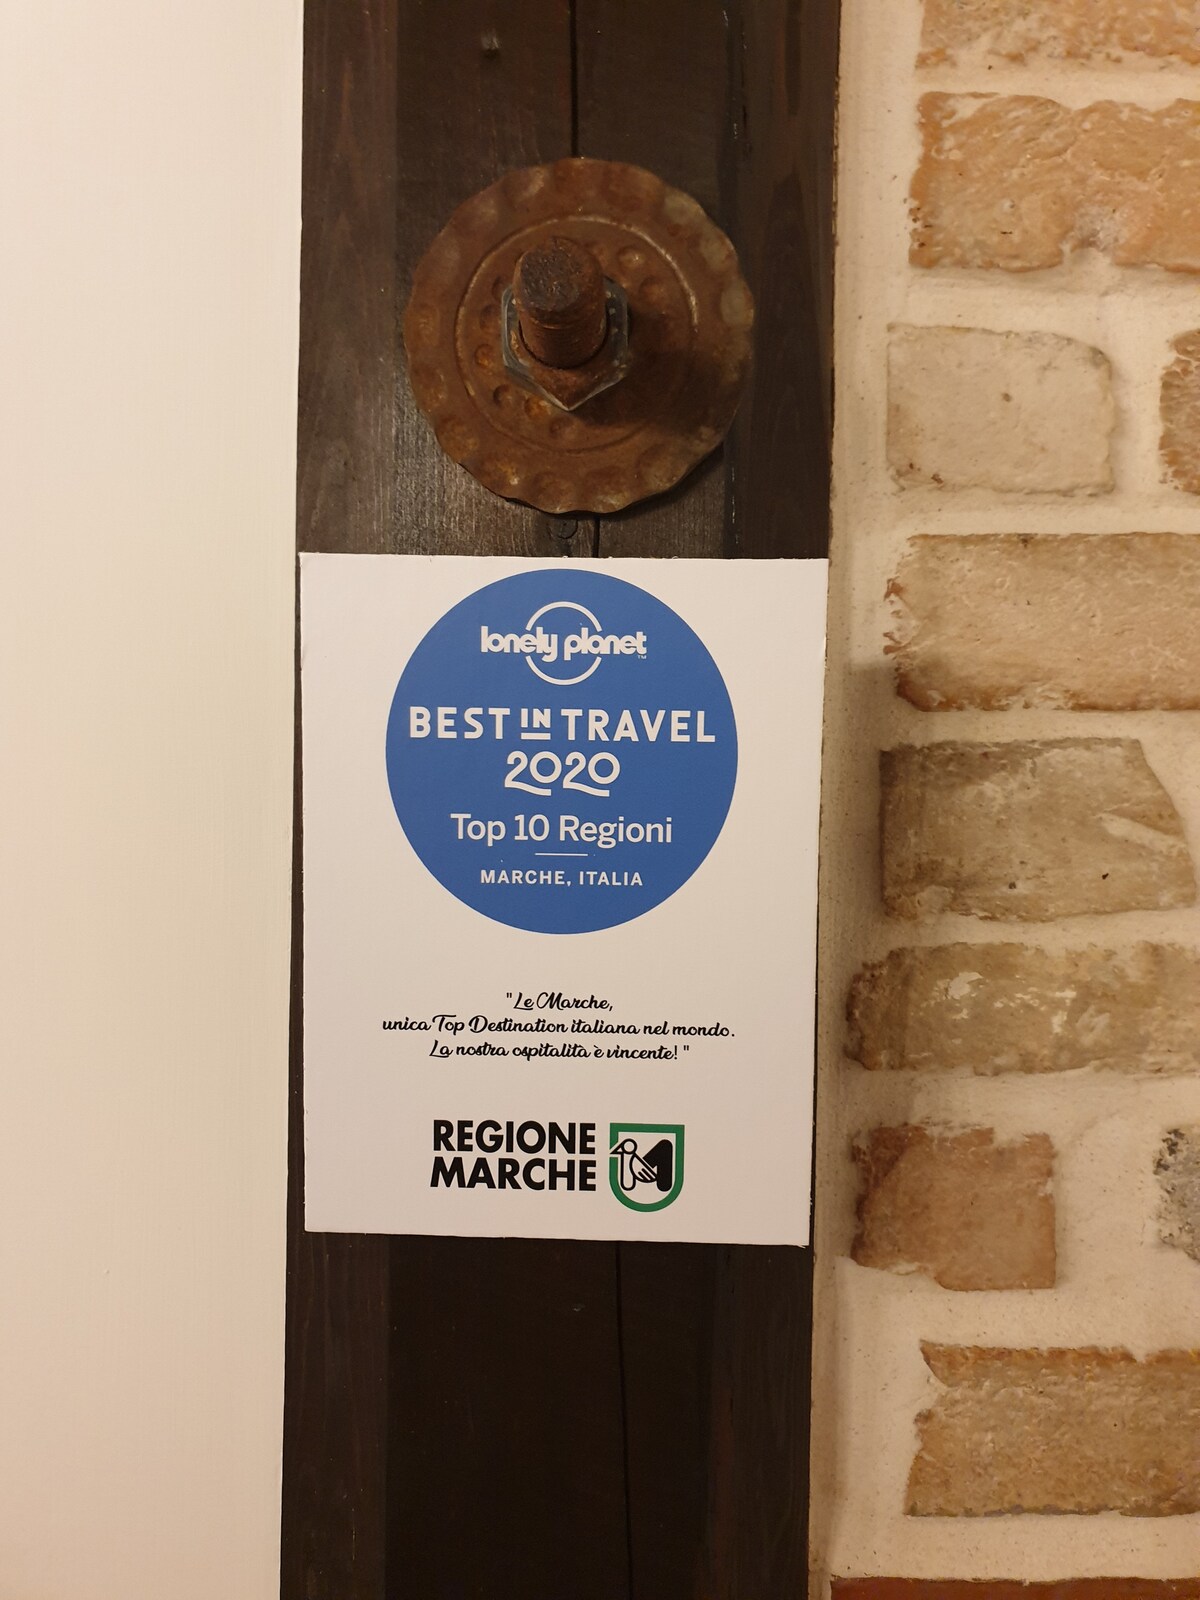 lonely planet™
BEST IN TRAVEL
2020
Top 10 Regioni
MARCHE, ITALIA
"Le Marche,
unica Top Destination italiana nel mondo.
La nostra ospitalità è vincente! "
REGIONE
MARCHE